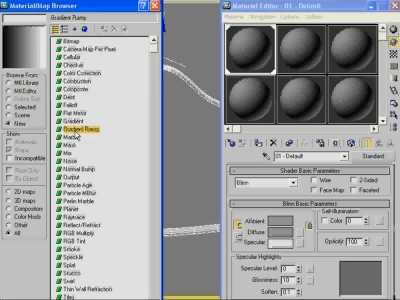 Material/Map Browser
Gradient Ramp
Browse From:
Mtl Library
Mtl Editor
Active Slot
Selected
Scene
New
Show
Materials
Maps
Incompatible
Root Only
By Object
2D maps
3D maps
Compositors
Color Mods
Other
All
Bitmap
Camera Map Per Pixel
Cellular
Checker
Color Correction
Combustion
Composite
Dent
Falloff
Flat Mirror
Gradient
Gradient Ramp
Marble
Mask
Mix
Noise
Normal Bump
Output
Particle Age
Particle MBlur
Perlin Marble
Planet
Raytrace
Reflect/Refract
RGB Multiply
RGB Tint
Smoke
Speckle
Splat
Stucco
Swirl
Thin Wall Refraction
Tiles
Material Editor - 01 - Default
Material Navigation Options Utilities
01 - Default
Standard
Shader Basic Parameters
Blinn
Wire
2-Sided
Face Map
Faceted
Blinn Basic Parameters
Self-Illumination
Ambient:
Diffuse:
Specular:
Color 0
Opacity: 100
Specular Highlights
Specular Level: 0
Glossiness: 10
Soften: 0.1